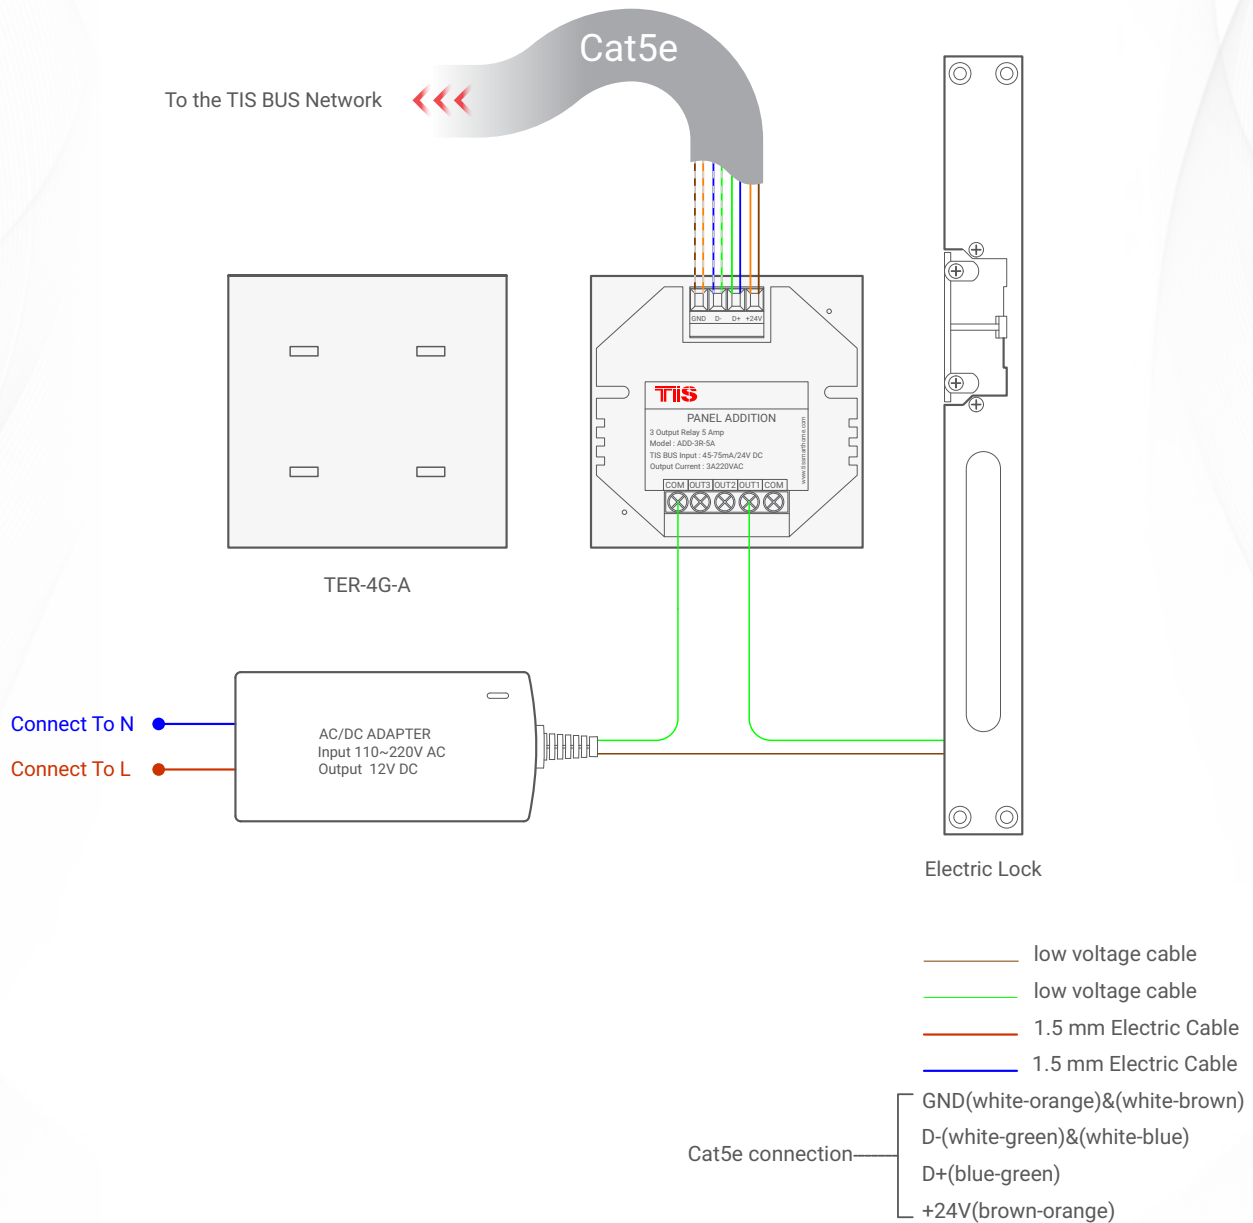 Cat5e
To the TIS BUS Network
GND D- D+ +24V
TIS
PANEL ADDITION
3 Output Relay 5 Amp
Model : ADD-3R-5A
TIS BUS Input : 45-75mA/24V DC
Output Current : 3A220VAC
www.tissmarthome.com
COM OUT3 OUT2 OUT1 COM
TER-4G-A
Connect To N
Connect To L
AC/DC ADAPTER
Input 110~220V AC
Output 12V DC
Electric Lock
low voltage cable
low voltage cable
1.5 mm Electric Cable
1.5 mm Electric Cable
Cat5e connection
GND(white-orange)&(white-brown)
D-(white-green)&(white-blue)
D+(blue-green)
+24V(brown-orange)